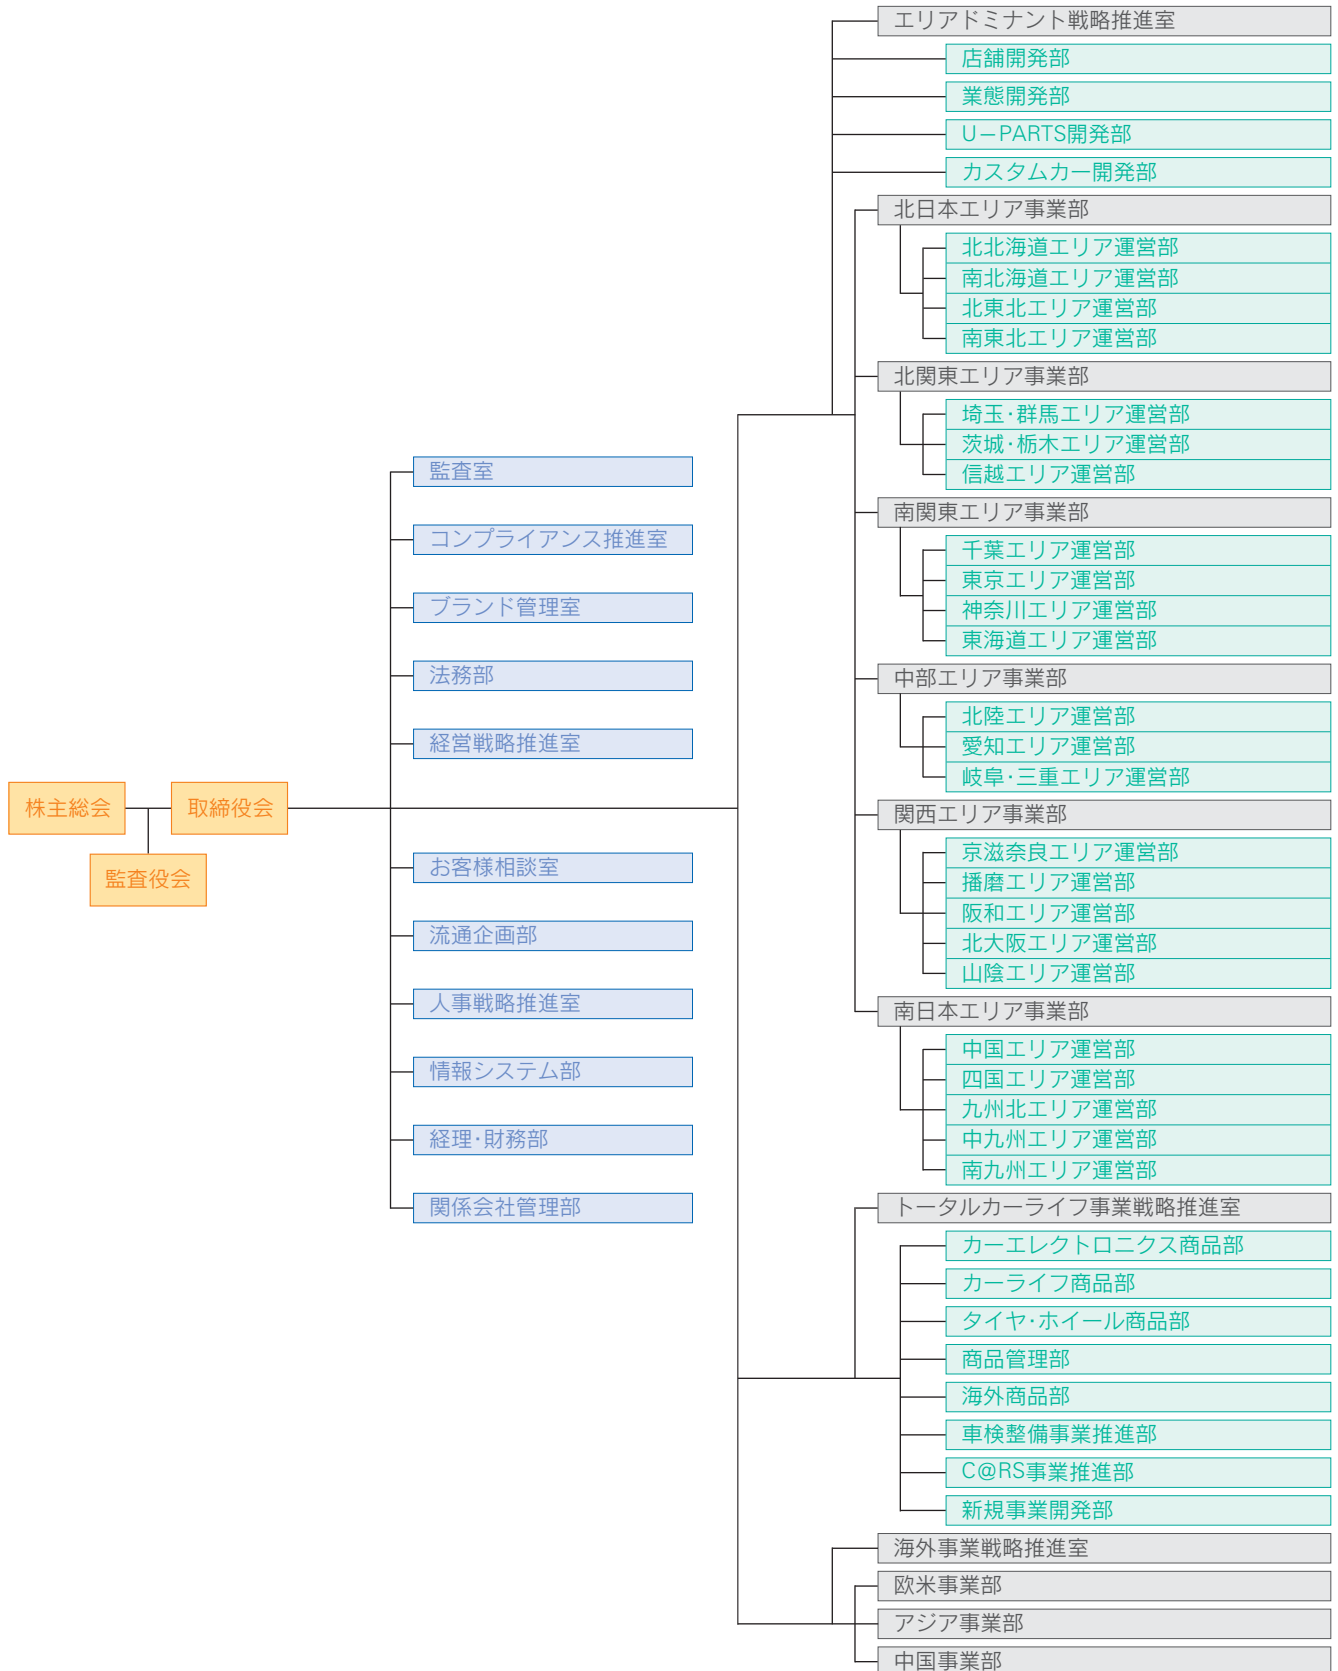 株主総会
取締役会
監査役会
監査室
コンプライアンス推進室
ブランド管理室
法務部
経営戦略推進室
お客様相談室
流通企画部
人事戦略推進室
情報システム部
経理・財務部
関係会社管理部
エリアドミナント戦略推進室
店舗開発部
業態開発部
U－PARTS開発部
カスタムカー開発部
北日本エリア事業部
北北海道エリア運営部
南北海道エリア運営部
北東北エリア運営部
南東北エリア運営部
北関東エリア事業部
埼玉・群馬エリア運営部
茨城・栃木エリア運営部
信越エリア運営部
南関東エリア事業部
千葉エリア運営部
東京エリア運営部
神奈川エリア運営部
東海道エリア運営部
中部エリア事業部
北陸エリア運営部
愛知エリア運営部
岐阜・三重エリア運営部
関西エリア事業部
京滋奈良エリア運営部
播磨エリア運営部
阪和エリア運営部
北大阪エリア運営部
山陰エリア運営部
南日本エリア事業部
中国エリア運営部
四国エリア運営部
九州北エリア運営部
中九州エリア運営部
南九州エリア運営部
トータルカーライフ事業戦略推進室
カーエレクトロニクス商品部
カーライフ商品部
タイヤ・ホイール商品部
商品管理部
海外商品部
車検整備事業推進部
C@RS事業推進部
新規事業開発部
海外事業戦略推進室
欧米事業部
アジア事業部
中国事業部